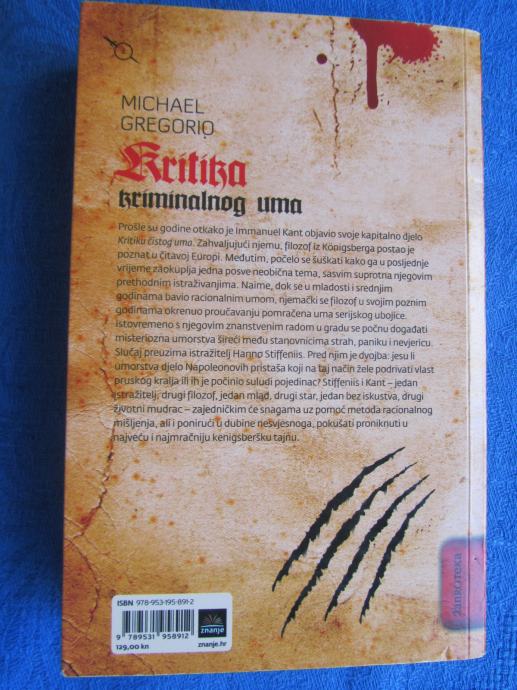 MICHAEL
GREGORIO
Kritika
kriminalnog uma
Prošle su godine otkako je Immanuel Kant objavio svoje kapitalno djelo
Kritiku čistog uma. Zahvaljujući njemu, filozof iz Königsberga postao je
poznat u čitavoj Europi. Međutim, počelo se šuškati kako ga u posljednje
vrijeme zaokuplja jedna posve neobična tema, sasvim suprotna njegovim
prethodnim istraživanjima. Naime, dok se u mladosti i srednjim
godinama bavio racionalnim umom, njemački se filozof u svojim poznim
godinama okrenuo proučavanju pomračena uma serijskog ubojice.
Istovremeno s njegovim znanstvenim radom u gradu se počnu događati
misteriozna umorstva šireći među stanovnicima strah, paniku i nevjericu.
Slučaj preuzima istražitelj Hanno Stiffeniis. Pred njim je dvojba: jesu li
umorstva djelo Napoleonovih pristaša koji na taj način žele podrivati vlast
pruskog kralja ili ih je počinio suludi pojedinac? Stiffeniis i Kant – jedan
istražitelj, drugi filozof, jedan mlad, drugi star, jedan bez iskustva, drugi
životni mudrac – zajedničkim će snagama uz pomoć metoda racionalnog
mišljenja, ali i ponirući u dubine nesvjesnoga, pokušati proniknuti u
najveću i najmračniju kenigsberšku tajnu.
ISBN 978-953-195-891-2
9 789531 958912
129,00 kn
znanje
znanje.hr